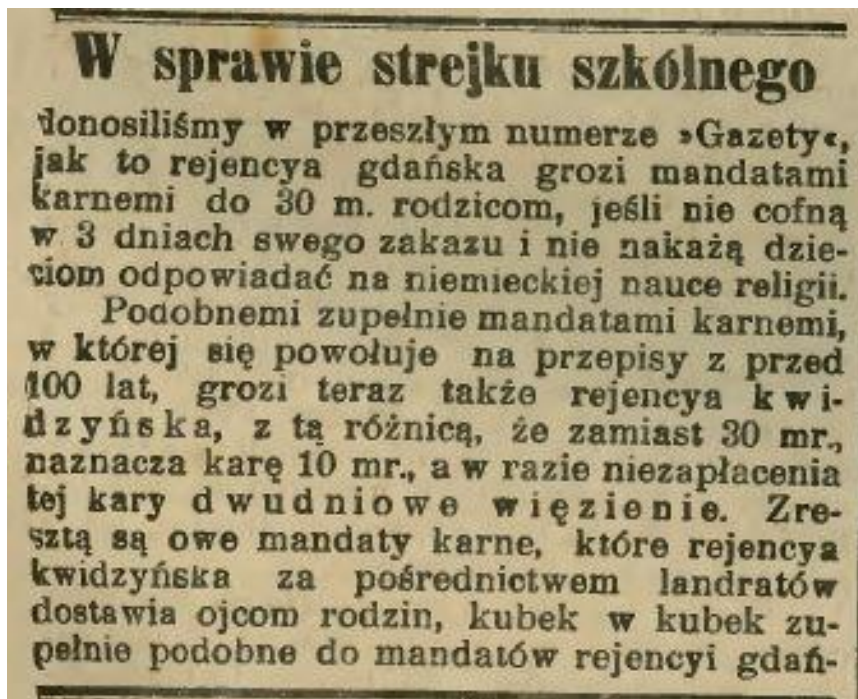 W sprawie strejku szkólnego
donosiliśmy w przeszłym numerze »Gazety«,
jak to rejencya gdańska grozi mandatami
karnemi do 30 m. rodzicom, jeśli nie cofną
w 3 dniach swego zakazu i nie nakażą dzie-
ciom odpowiadać na niemieckiej nauce religii.
Podobnemi zupełnie mandatami karnemi,
w której się powołuje na przepisy z przed
100 lat, grozi teraz także rejencya kwi-
dzyńska, z tą różnicą, że zamiast 30 mr.,
naznacza karę 10 mr., a w razie niezapłacenia
tej kary dwudniowe więzienie. Zre-
sztą są owe mandaty karne, które rejencya
kwidzyńska za pośrednictwem landratów
dostawia ojcom rodzin, kubek w kubek zu-
pełnie podobne do mandatów rejencyi gdań-